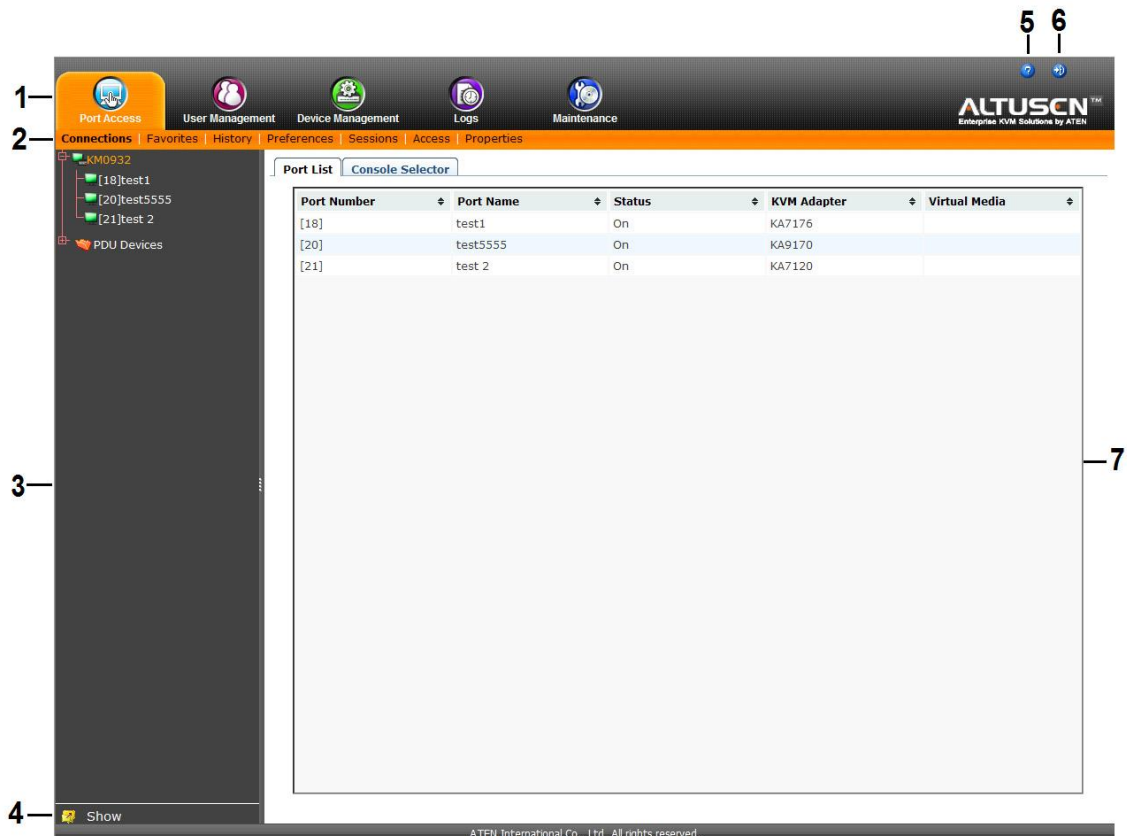 5 6
1
Port Access User Management Device Management Logs Maintenance
ALTUSEN™
Enterprise KVM Solutions by ATEN
2
Connections | Favorites | History | Preferences | Sessions | Access | Properties
KM0932
[18]test1
[20]test5555
[21]test 2
PDU Devices
Port List Console Selector
Port Number Port Name Status KVM Adapter Virtual Media
[18] test1 On KA7176
[20] test5555 On KA9170
[21] test 2 On KA7120
7
3
4
Show
ATEN International Co., Ltd. All rights reserved.